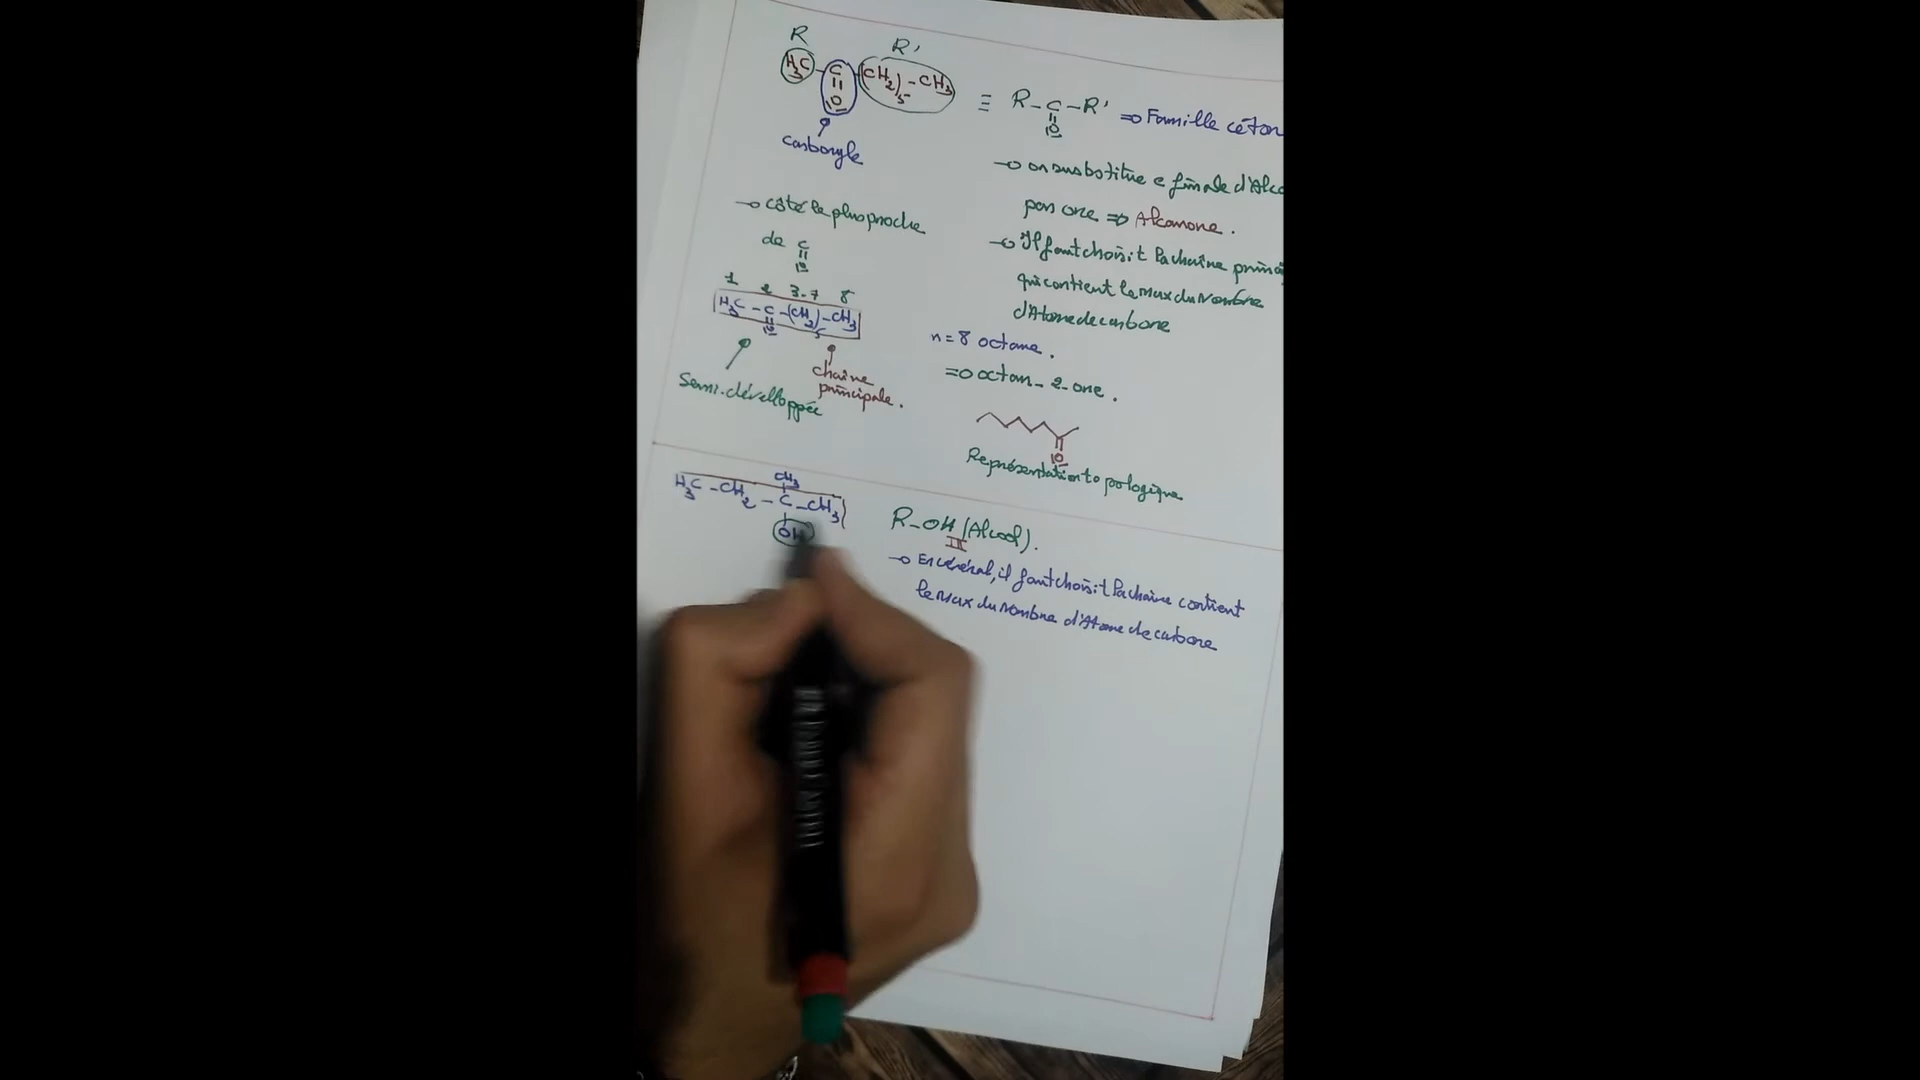 R
R'
H3C - C - (CH2)5 - CH3
||
O
≡ R - C - R' => Famille céton
||
O
carbonyle
→ on substitue e finale d'Alc
par one => Alcanone.
→ côté le plus proche
de C
||
O
→ Il faut choisit la chaîne princi
qui contient le max du Nombre
d'Atome de carbone
1 2 3-7 8
H3C - C - (CH2)5 - CH3
||
O
n = 8 octane.
=> octan-2-one.
chaîne
principale.
Semi-dévelloppée
O
Représentation topologique
CH3
H3C - CH2 - C - CH3
OH
R-OH (Alcool).
III
→ En général, il faut choisit la chaîne contient
le max du Nombre d'Atome de carbone